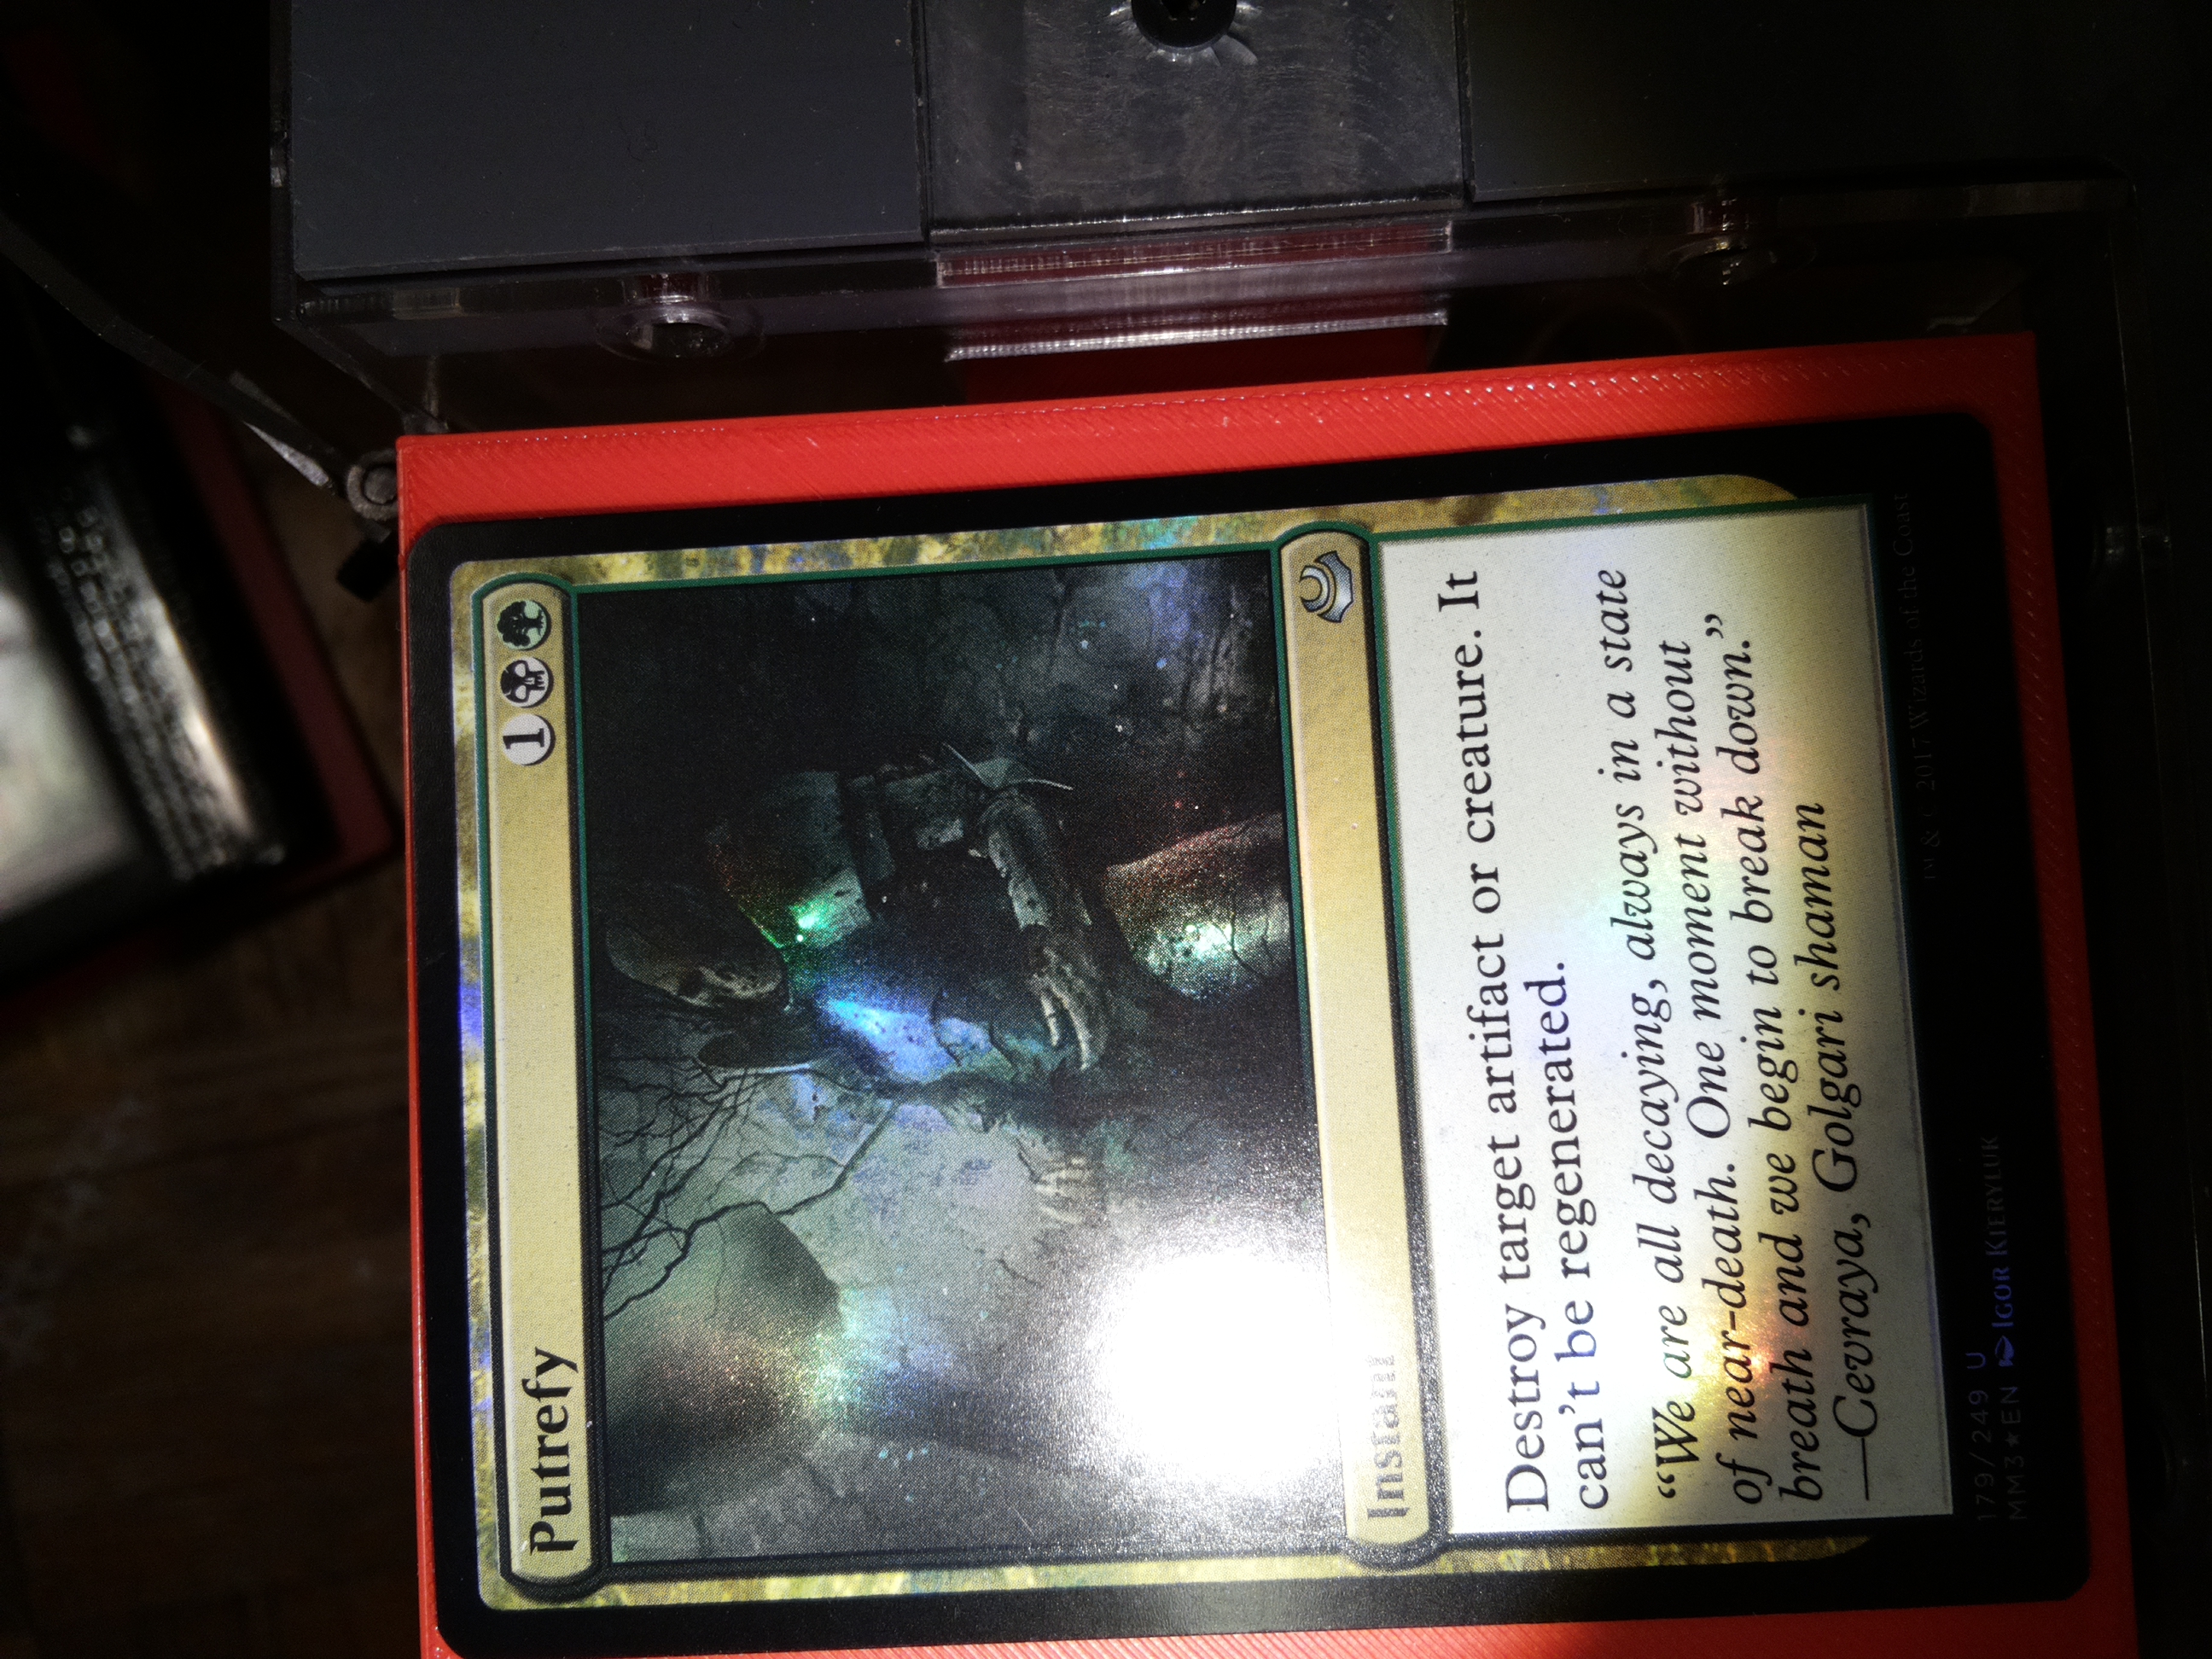 Putrefy 1
Instant
Destroy target artifact or creature. It
can't be regenerated.
“We are all decaying, always in a state
of near-death. One moment without
breath and we begin to break down.”
—Cevraya, Golgari shaman
179/249 U
MM3★EN IGOR KIERYLUK
™ & © 2017 Wizards of the Coast